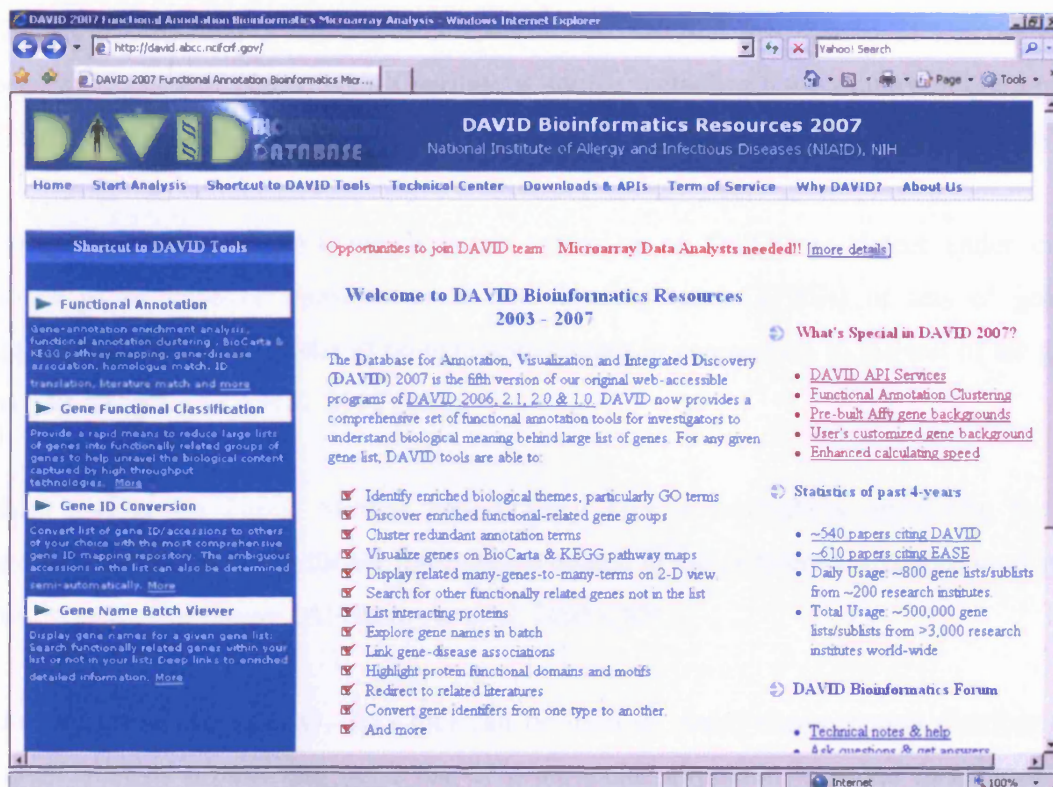 DAVID 2007 Functional Annotation Bioinformatics Microarray Analysis - Windows Internet Explorer
http://david.abcc.ncifcrf.gov/
Yahoo! Search
DAVID 2007 Functional Annotation Bioinformatics Micr...
Page
Tools
DAVID BIOINFORMATICS DATABASE
DAVID Bioinformatics Resources 2007
National Institute of Allergy and Infectious Diseases (NIAID), NIH
Home Start Analysis Shortcut to DAVID Tools Technical Center Downloads & APIs Term of Service Why DAVID? About Us
Shortcut to DAVID Tools
Functional Annotation
Gene-annotation enrichment analysis,
functional annotation clustering , BioCarta &
KEGG pathway mapping, gene-disease
association, homologue match, ID
translation, literature match and more
Gene Functional Classification
Provide a rapid means to reduce large lists
of genes into functionally related groups of
genes to help unravel the biological content
captured by high throughput
technologies. More
Gene ID Conversion
Convert list of gene ID/accessions to others
of your choice with the most comprehensive
gene ID mapping repository. The ambiguous
accessions in the list can also be determined
semi-automatically. More
Gene Name Batch Viewer
Display gene names for a given gene list;
Search functionally related genes within your
list or not in your list; Deep links to enriched
detailed information. More
Opportunities to join DAVID team: Microarray Data Analysts needed!! [more details]
Welcome to DAVID Bioinformatics Resources
2003 - 2007
The Database for Annotation, Visualization and Integrated Discovery
(DAVID) 2007 is the fifth version of our original web-accessible
programs of DAVID 2006, 2.1, 2.0 & 1.0. DAVID now provides a
comprehensive set of functional annotation tools for investigators to
understand biological meaning behind large list of genes. For any given
gene list, DAVID tools are able to:
Identify enriched biological themes, particularly GO terms
Discover enriched functional-related gene groups
Cluster redundant annotation terms
Visualize genes on BioCarta & KEGG pathway maps
Display related many-genes-to-many-terms on 2-D view.
Search for other functionally related genes not in the list
List interacting proteins
Explore gene names in batch
Link gene-disease associations
Highlight protein functional domains and motifs
Redirect to related literatures
Convert gene identifers from one type to another.
And more
What's Special in DAVID 2007?
DAVID API Services
Functional Annotation Clustering
Pre-built Affy gene backgrounds
User's customized gene background
Enhanced calculating speed
Statistics of past 4-years
~540 papers citing DAVID
~610 papers citing EASE
Daily Usage: ~800 gene lists/sublists
from ~200 research institutes.
Total Usage: ~500,000 gene
lists/sublists from >3,000 research
institutes world-wide
DAVID Bioinformatics Forum
Technical notes & help
Ask questions & get answers
Internet
100%